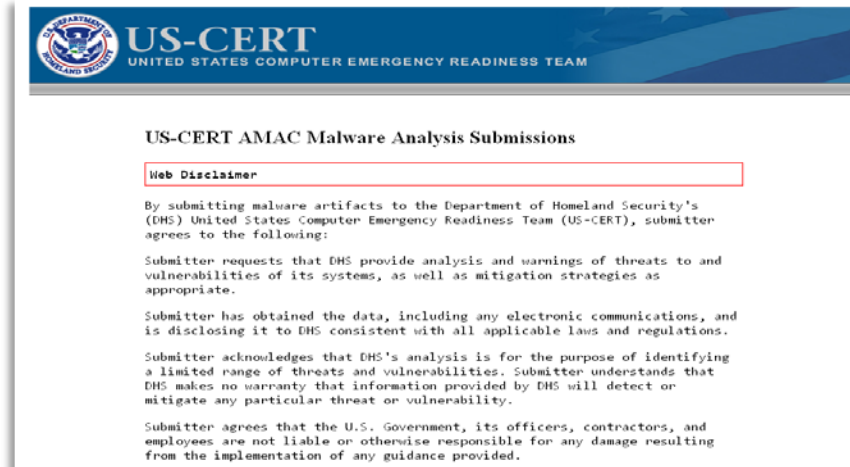 U.S. DEPARTMENT OF
HOMELAND SECURITY
US-CERT
UNITED STATES COMPUTER EMERGENCY READINESS TEAM
US-CERT AMAC Malware Analysis Submissions
Web Disclaimer
By submitting malware artifacts to the Department of Homeland Security's
(DHS) United States Computer Emergency Readiness Team (US-CERT), submitter
agrees to the following:
Submitter requests that DHS provide analysis and warnings of threats to and
vulnerabilities of its systems, as well as mitigation strategies as
appropriate.
Submitter has obtained the data, including any electronic communications, and
is disclosing it to DHS consistent with all applicable laws and regulations.
Submitter acknowledges that DHS's analysis is for the purpose of identifying
a limited range of threats and vulnerabilities. Submitter understands that
DHS makes no warranty that information provided by DHS will detect or
mitigate any particular threat or vulnerability.
Submitter agrees that the U.S. Government, its officers, contractors, and
employees are not liable or otherwise responsible for any damage resulting
from the implementation of any guidance provided.